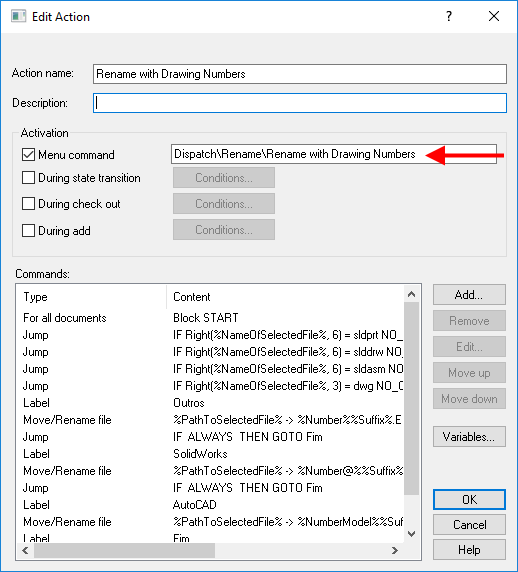 Edit Action
Action name: Rename with Drawing Numbers
Description:
Activation
Menu command Dispatch\Rename\Rename with Drawing Numbers
During state transition Conditions...
During check out Conditions...
During add Conditions...
Commands:
Type Content
For all documents Block START
Jump IF Right(%NameOfSelectedFile%, 6) = sldprt NO_
Jump IF Right(%NameOfSelectedFile%, 6) = slddrw NO_
Jump IF Right(%NameOfSelectedFile%, 6) = sldasm NO_
Jump IF Right(%NameOfSelectedFile%, 3) = dwg NO_C
Label Outros
Move/Rename file %PathToSelectedFile% -> %Number%%Suffix%.E
Jump IF ALWAYS THEN GOTO Fim
Label SolidWorks
Move/Rename file %PathToSelectedFile% -> %Number@%%Suffix%
Jump IF ALWAYS THEN GOTO Fim
Label AutoCAD
Move/Rename file %PathToSelectedFile% -> %NumberModel%%Suf
Label Fim
Add...
Remove
Edit...
Move up
Move down
Variables...
OK
Cancel
Help